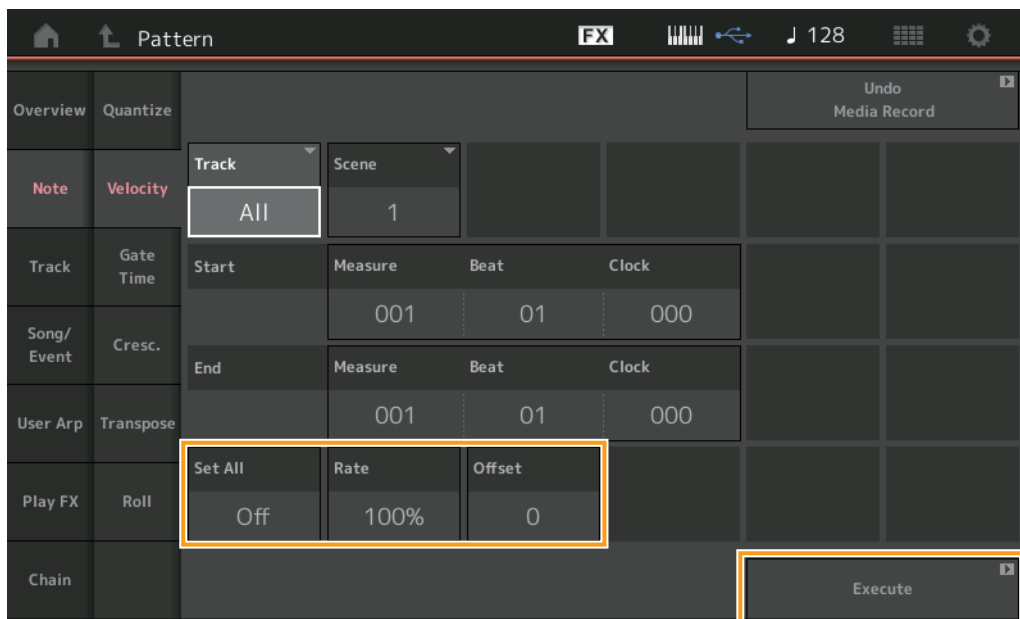 Pattern FX ♩ 128
Undo
Media Record
Overview Quantize
Track Scene
Note Velocity
All 1
Track Gate Time
Start Measure Beat Clock
001 01 000
Song/Event Cresc.
End Measure Beat Clock
001 01 000
User Arp Transpose
Set All Rate Offset
Off 100% 0
Play FX Roll
Chain
Execute